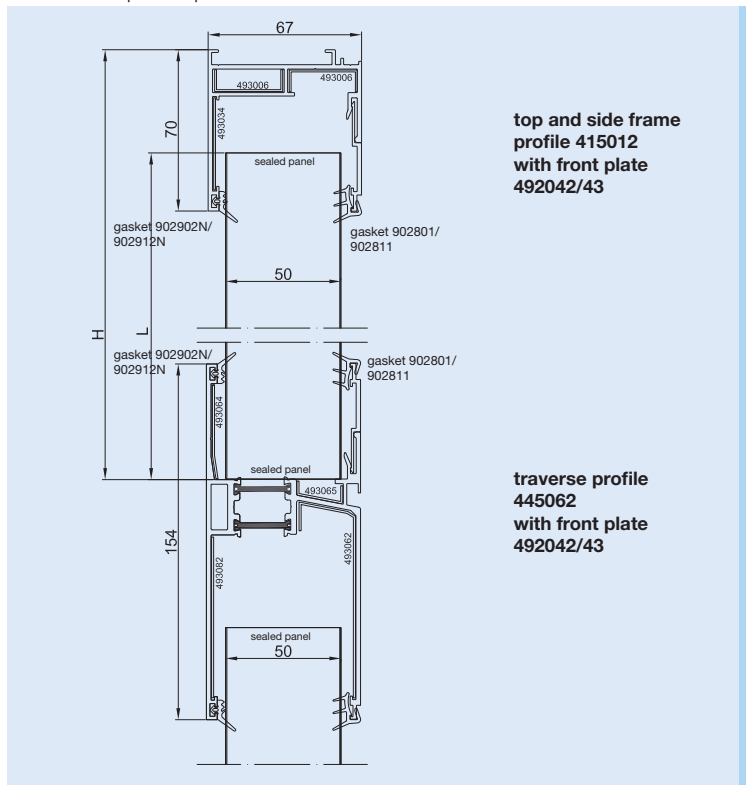 67
493006
493006
493034
70
sealed panel
top and side frame
profile 415012
with front plate
492042/43
gasket 902902N/
902912N
gasket 902801/
902811
50
H
L
gasket 902902N/
902912N
gasket 902801/
902811
493064
sealed panel
493065
traverse profile
445062
with front plate
492042/43
154
493082
493062
sealed panel
50